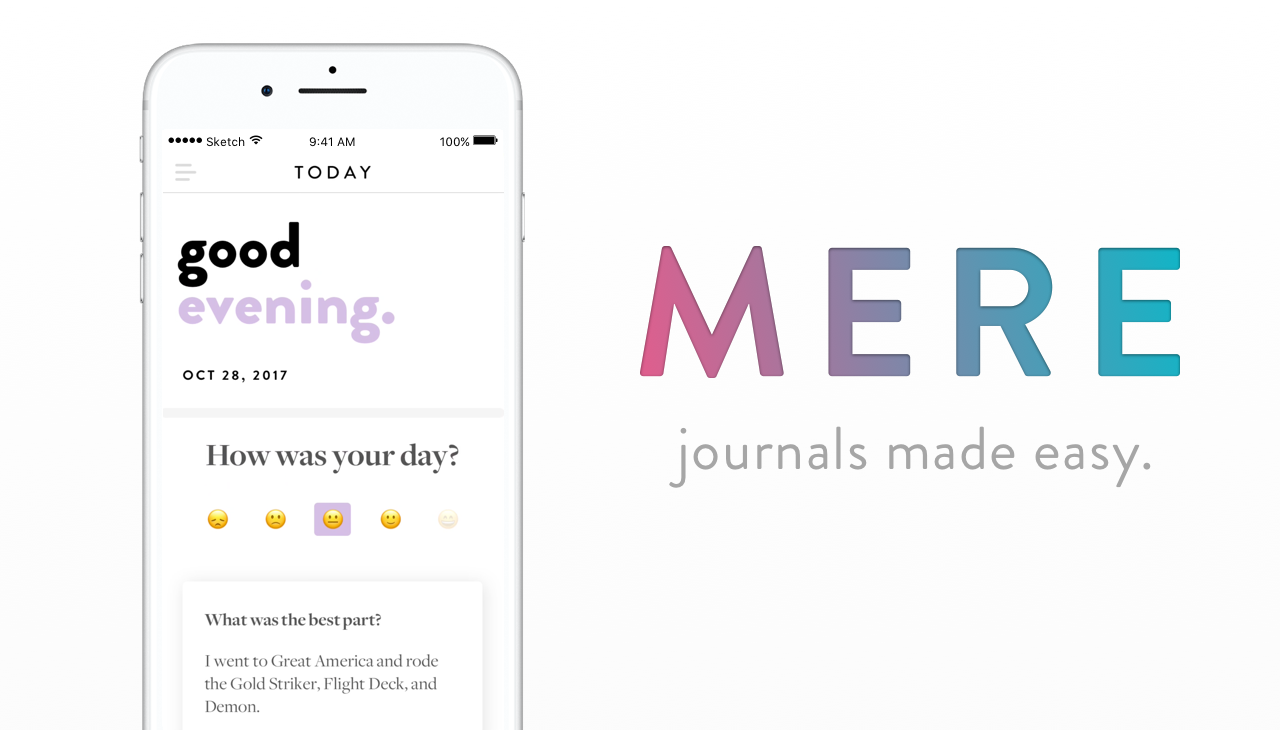 Sketch 9:41 AM 100%
TODAY
good
evening.
OCT 28, 2017
How was your day?
What was the best part?
I went to Great America and rode
the Gold Striker, Flight Deck, and
Demon.
MERE
journals made easy.